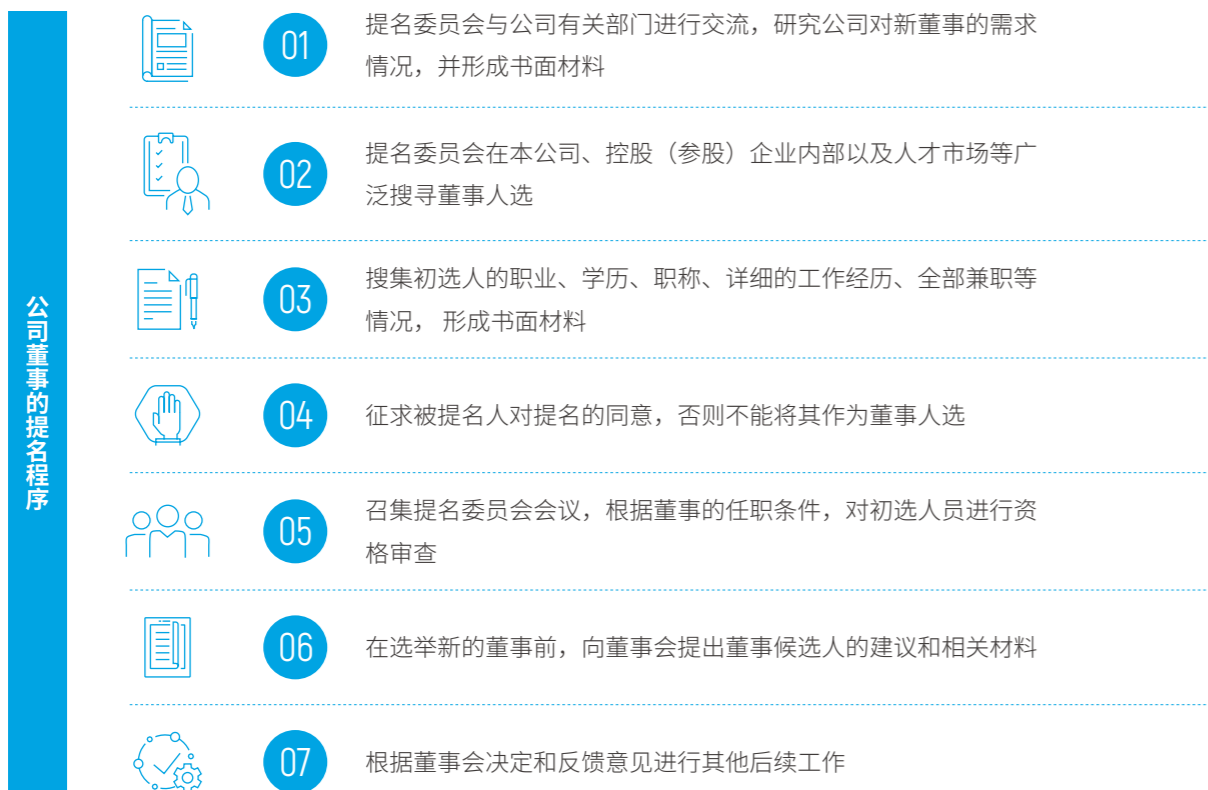 公司董事的提名程序
01
提名委员会与公司有关部门进行交流，研究公司对新董事的需求
情况，并形成书面材料
02
提名委员会在本公司、控股（参股）企业内部以及人才市场等广
泛搜寻董事人选
03
搜集初选人的职业、学历、职称、详细的工作经历、全部兼职等
情况， 形成书面材料
04
征求被提名人对提名的同意，否则不能将其作为董事人选
05
召集提名委员会会议，根据董事的任职条件，对初选人员进行资
格审查
06
在选举新的董事前，向董事会提出董事候选人的建议和相关材料
07
根据董事会决定和反馈意见进行其他后续工作